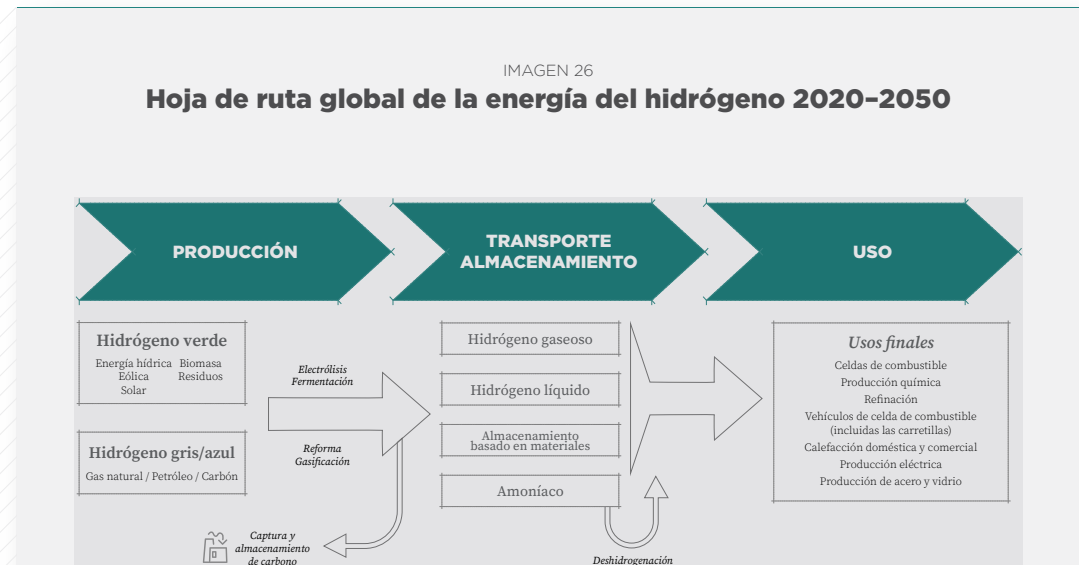 IMAGEN 26
Hoja de ruta global de la energía del hidrógeno 2020–2050
PRODUCCIÓN
TRANSPORTE
ALMACENAMIENTO
USO
Hidrógeno verde
Energía hídrica Biomasa
Eólica Residuos
Solar
Hidrógeno gris/azul
Gas natural / Petróleo / Carbón
Electrólisis
Fermentación
Reforma
Gasificación
Captura y
almacenamiento
de carbono
Hidrógeno gaseoso
Hidrógeno líquido
Almacenamiento
basado en materiales
Amoníaco
Deshidrogenación
Usos finales
Celdas de combustible
Producción química
Refinación
Vehículos de celda de combustible
(incluidas las carretillas)
Calefacción doméstica y comercial
Producción eléctrica
Producción de acero y vidrio